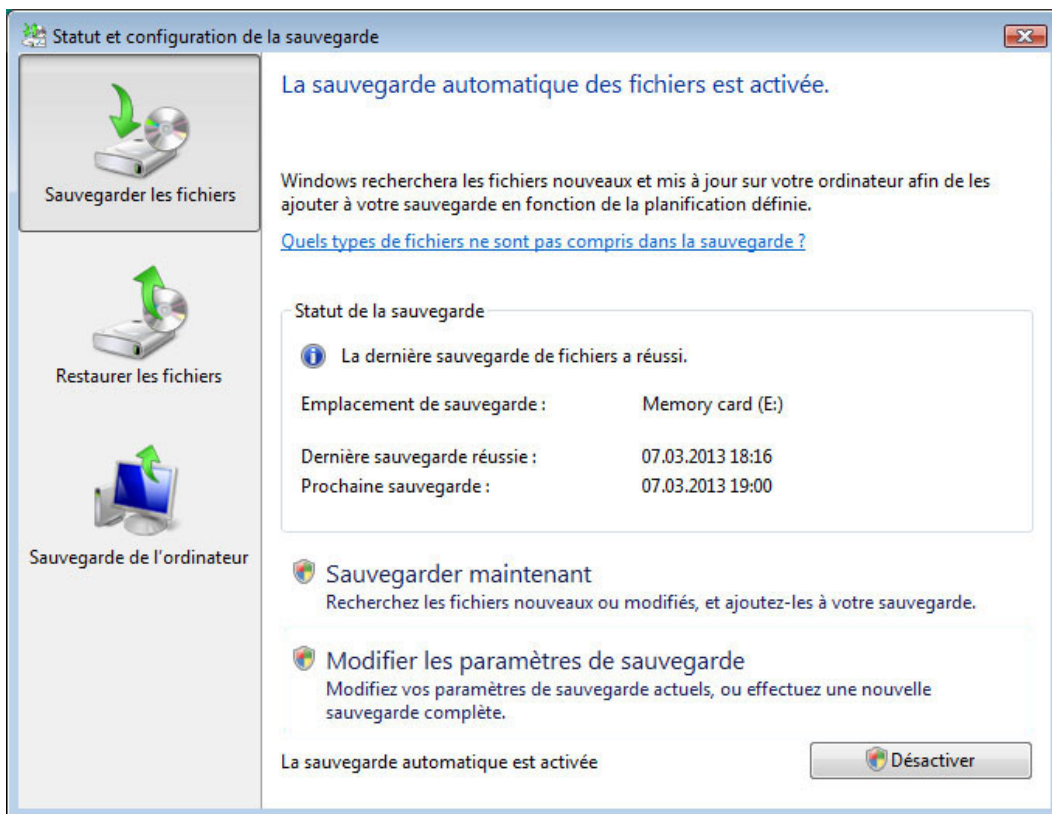 Statut et configuration de la sauvegarde
Sauvegarder les fichiers
Restaurer les fichiers
Sauvegarde de l'ordinateur
La sauvegarde automatique des fichiers est activée.
Windows recherchera les fichiers nouveaux et mis à jour sur votre ordinateur afin de les
ajouter à votre sauvegarde en fonction de la planification définie.
Quels types de fichiers ne sont pas compris dans la sauvegarde ?
Statut de la sauvegarde
La dernière sauvegarde de fichiers a réussi.
Emplacement de sauvegarde : Memory card (E:)
Dernière sauvegarde réussie : 07.03.2013 18:16
Prochaine sauvegarde : 07.03.2013 19:00
Sauvegarder maintenant
Recherchez les fichiers nouveaux ou modifiés, et ajoutez-les à votre sauvegarde.
Modifier les paramètres de sauvegarde
Modifiez vos paramètres de sauvegarde actuels, ou effectuez une nouvelle
sauvegarde complète.
La sauvegarde automatique est activée
Désactiver